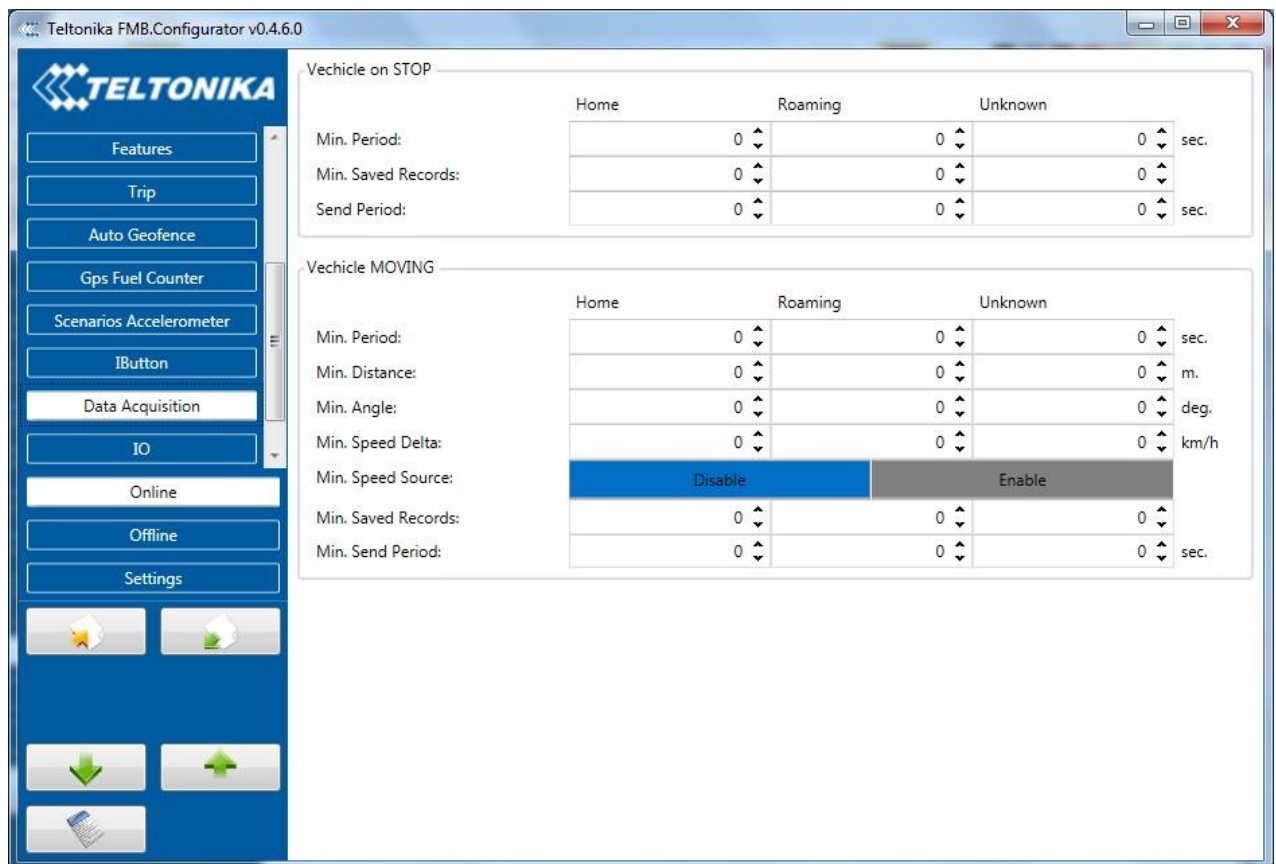 Teltonika FMB.Configurator v0.4.6.0
TELTONIKA
Features
Trip
Auto Geofence
Gps Fuel Counter
Scenarios Accelerometer
IButton
Data Acquisition
IO
Online
Offline
Settings
Vechicle on STOP
Home Roaming Unknown
Min. Period: 0 0 0 sec.
Min. Saved Records: 0 0 0
Send Period: 0 0 0 sec.
Vechicle MOVING
Home Roaming Unknown
Min. Period: 0 0 0 sec.
Min. Distance: 0 0 0 m.
Min. Angle: 0 0 0 deg.
Min. Speed Delta: 0 0 0 km/h
Min. Speed Source: Disable Enable
Min. Saved Records: 0 0 0
Min. Send Period: 0 0 0 sec.